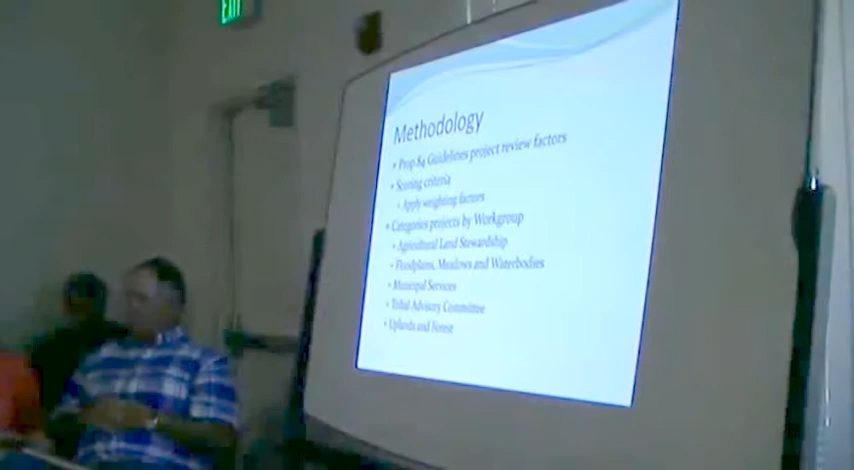 EXIT
Methodology
• Prop 84 Guidelines project review factors
• Scoring criteria
• Apply weighting factors
• Categories projects by Workgroup
• Agricultural Land Stewardship
• Floodplains, Meadows and Waterbodies
• Municipal Services
• Tribal Advisory Committee
• Uplands and Forest